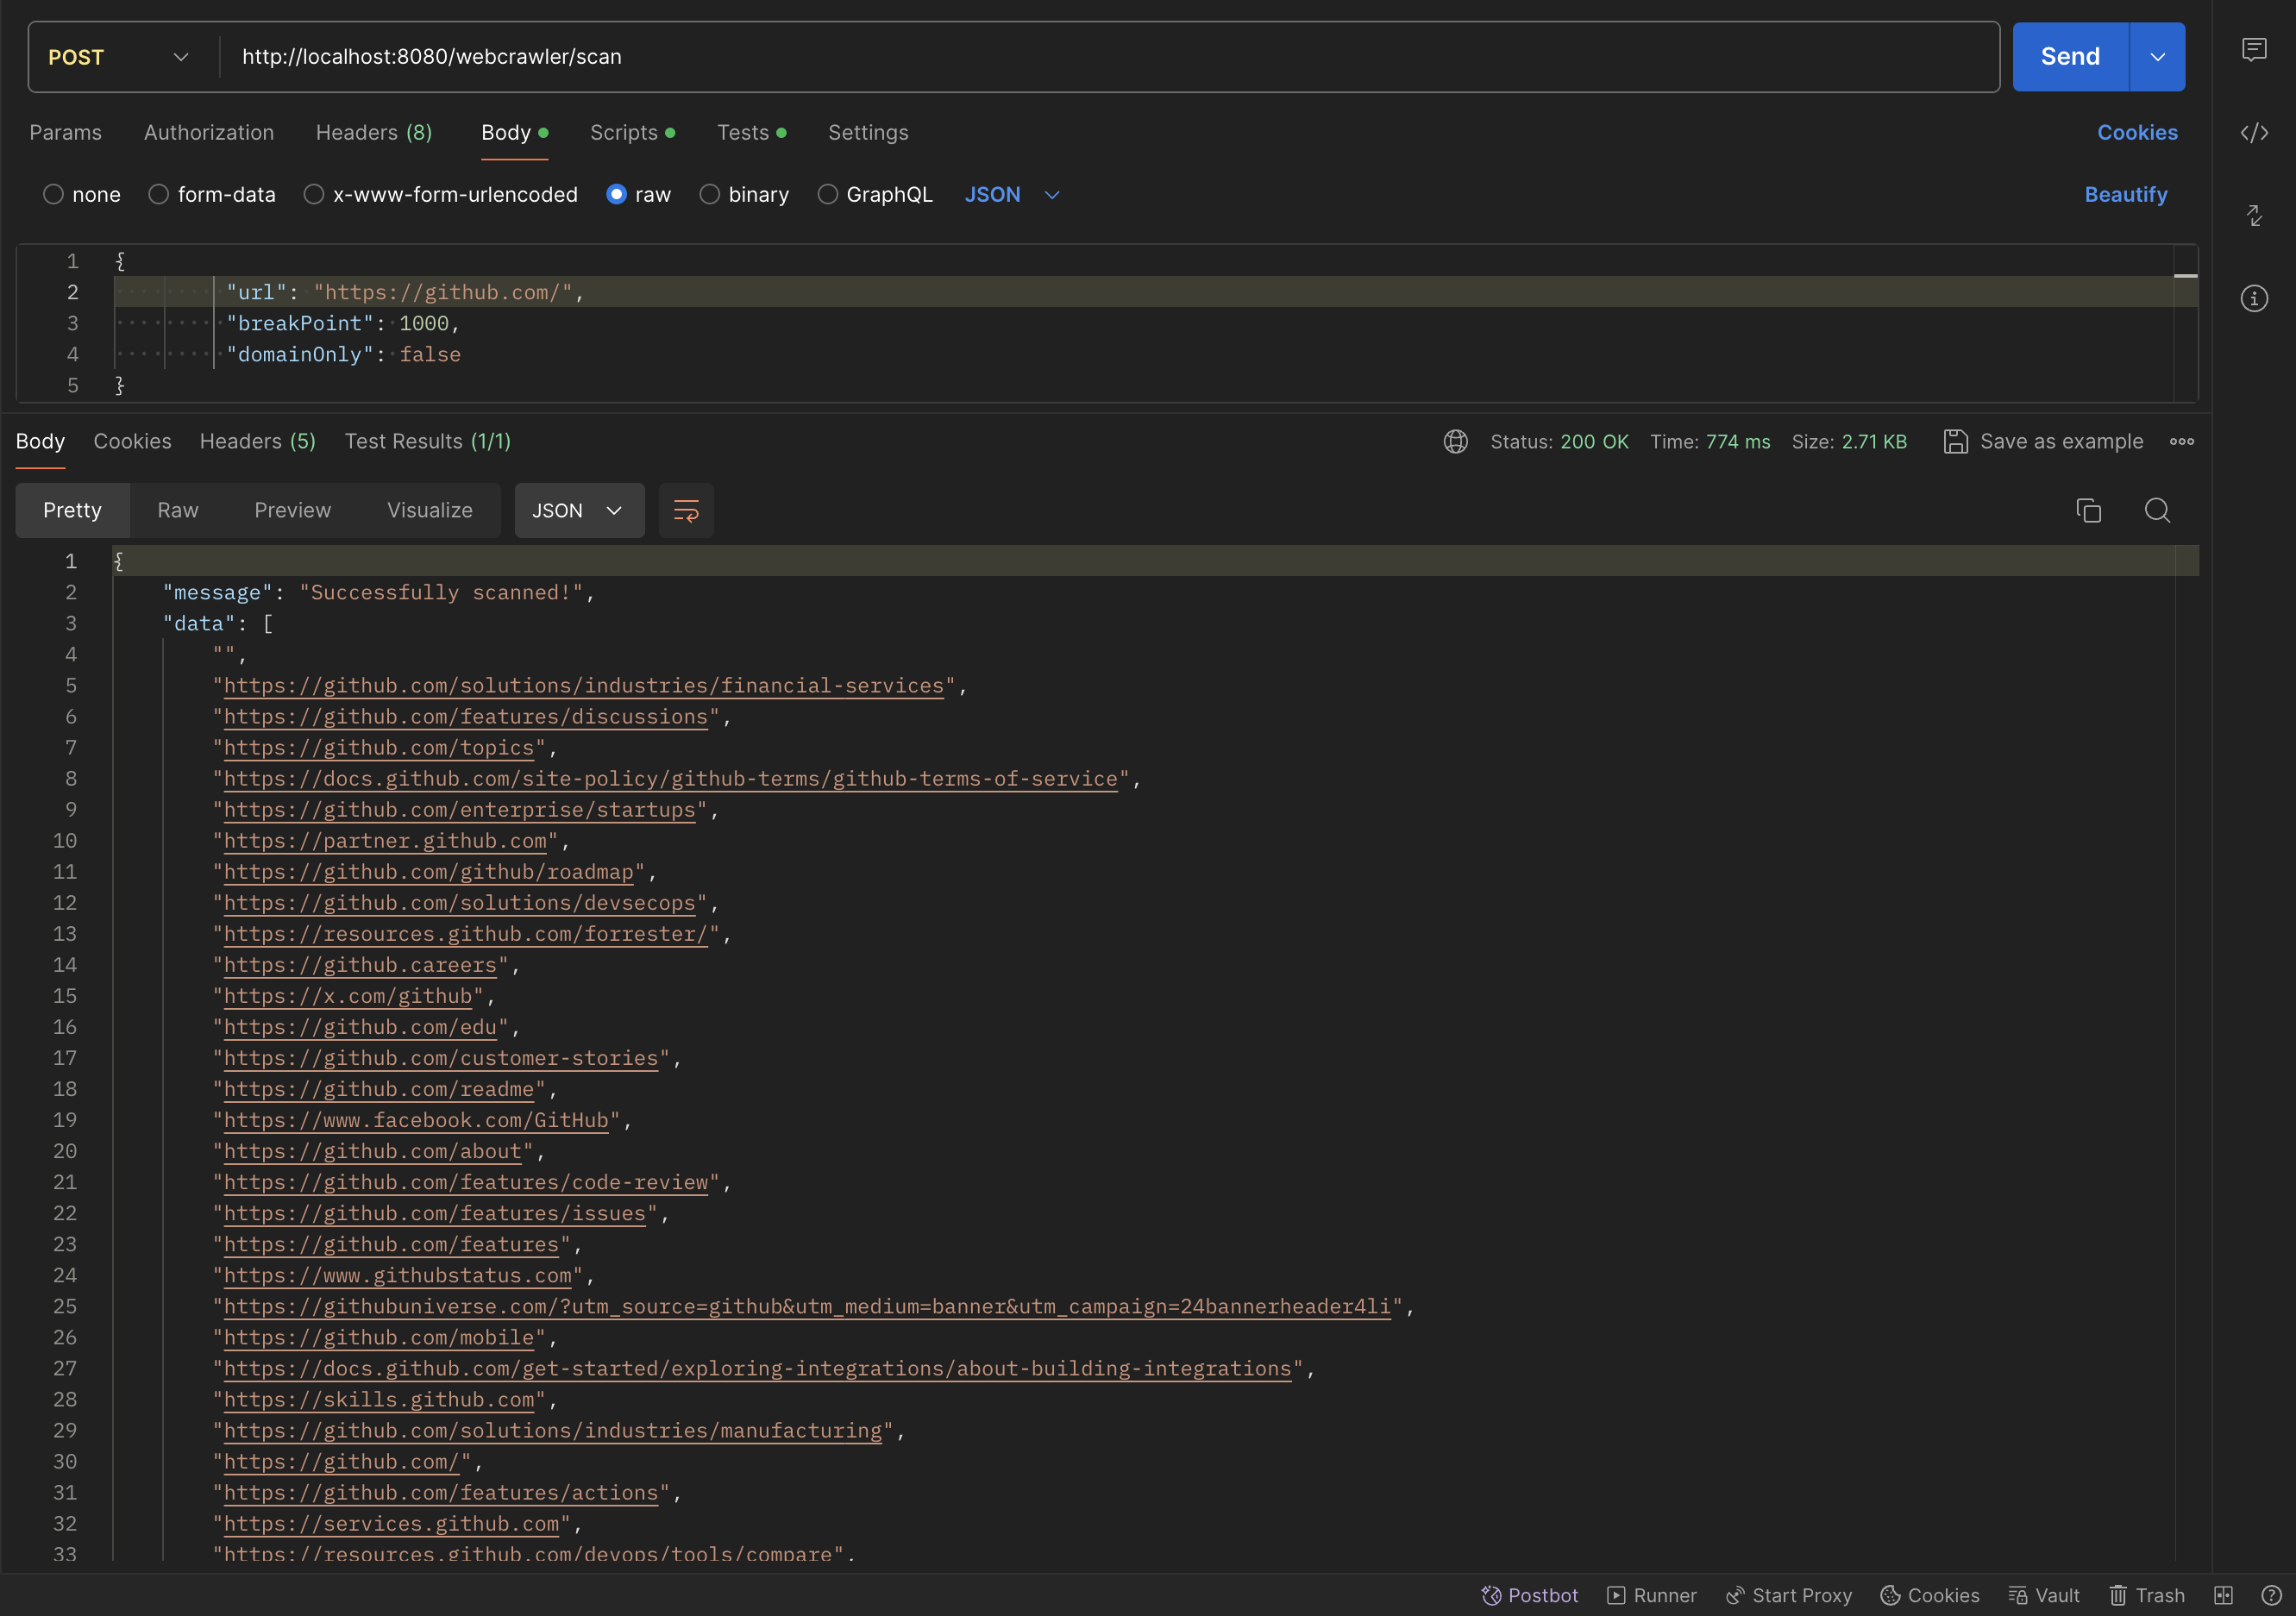 POST http://localhost:8080/webcrawler/scan Send
Params Authorization Headers (8) Body Scripts Tests Settings Cookies
none form-data x-www-form-urlencoded raw binary GraphQL JSON Beautify
1 {
2 "url": "https://github.com/",
3 "breakPoint": 1000,
4 "domainOnly": false
5 }
Body Cookies Headers (5) Test Results (1/1) Status: 200 OK Time: 774 ms Size: 2.71 KB Save as example
Pretty Raw Preview Visualize JSON
1 {
2 "message": "Successfully scanned!",
3 "data": [
4 "",
5 "https://github.com/solutions/industries/financial-services",
6 "https://github.com/features/discussions",
7 "https://github.com/topics",
8 "https://docs.github.com/site-policy/github-terms/github-terms-of-service",
9 "https://github.com/enterprise/startups",
10 "https://partner.github.com",
11 "https://github.com/github/roadmap",
12 "https://github.com/solutions/devsecops",
13 "https://resources.github.com/forrester/",
14 "https://github.careers",
15 "https://x.com/github",
16 "https://github.com/edu",
17 "https://github.com/customer-stories",
18 "https://github.com/readme",
19 "https://www.facebook.com/GitHub",
20 "https://github.com/about",
21 "https://github.com/features/code-review",
22 "https://github.com/features/issues",
23 "https://github.com/features",
24 "https://www.githubstatus.com",
25 "https://githubuniverse.com/?utm_source=github&utm_medium=banner&utm_campaign=24bannerheader4li",
26 "https://github.com/mobile",
27 "https://docs.github.com/get-started/exploring-integrations/about-building-integrations",
28 "https://skills.github.com",
29 "https://github.com/solutions/industries/manufacturing",
30 "https://github.com/",
31 "https://github.com/features/actions",
32 "https://services.github.com",
33 "https://resources.github.com/devops/tools/compare",
Postbot Runner Start Proxy Cookies Vault Trash